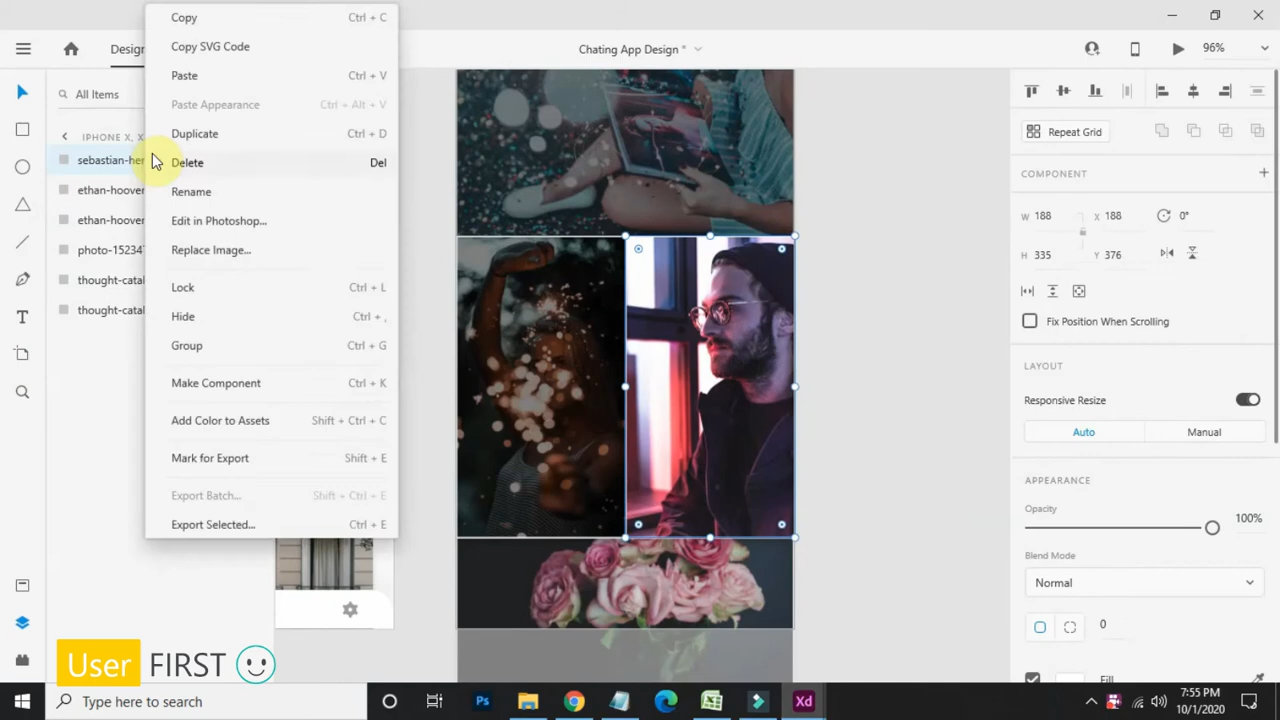 Design
Chating App Design *
96%
All Items
IPHONE X, X
sebastian-her
ethan-hoover
ethan-hoover
photo-15234
thought-catal
thought-catal
Copy Ctrl + C
Copy SVG Code
Paste Ctrl + V
Paste Appearance Ctrl + Alt + V
Duplicate Ctrl + D
Delete Del
Rename
Edit in Photoshop...
Replace Image...
Lock Ctrl + L
Hide Ctrl + ,
Group Ctrl + G
Make Component Ctrl + K
Add Color to Assets Shift + Ctrl + C
Mark for Export Shift + E
Export Batch... Shift + Ctrl + E
Export Selected... Ctrl + E
Repeat Grid
COMPONENT
W 188 X 188 0°
H 335 Y 376
Fix Position When Scrolling
LAYOUT
Responsive Resize
Auto Manual
APPEARANCE
Opacity
100%
Blend Mode
Normal
0
Fill
User FIRST
Type here to search
Ps
Xd
7:55 PM
10/1/2020